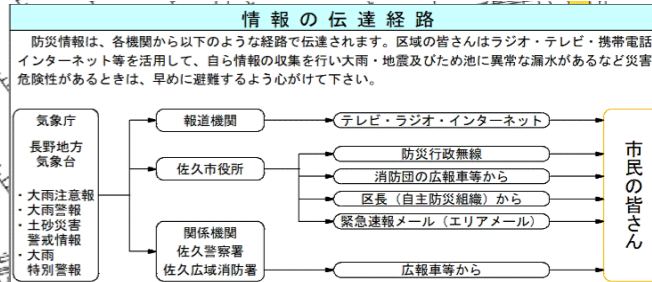 情報の伝達経路
防災情報は、各機関から以下のような経路で伝達されます。区域の皆さんはラジオ・テレビ・携帯電話
インターネット等を活用して、自ら情報の収集を行い大雨・地震及びため池に異常な漏水があるなど災害
危険性があるときは、早めに避難するよう心がけて下さい。
気象庁
長野地方
気象台
・大雨注意報
・大雨警報
・土砂災害
警戒情報
・大雨
特別警報
報道機関
佐久市役所
関係機関
佐久警察署
佐久広域消防署
テレビ・ラジオ・インターネット
防災行政無線
消防団の広報車等から
区長（自主防災組織）から
緊急速報メール（エリアメール）
広報車等から
市民の皆さん